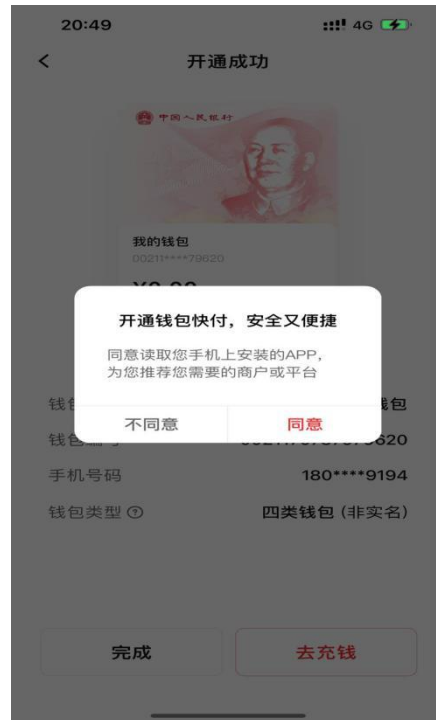 20:49
4G
开通成功
中国人民银行
我的钱包
00211****79620
开通钱包快付，安全又便捷
同意读取您手机上安装的APP，
为您推荐您需要的商户或平台
不同意
同意
手机号码
180****9194
钱包类型
四类钱包（非实名）
完成
去充钱